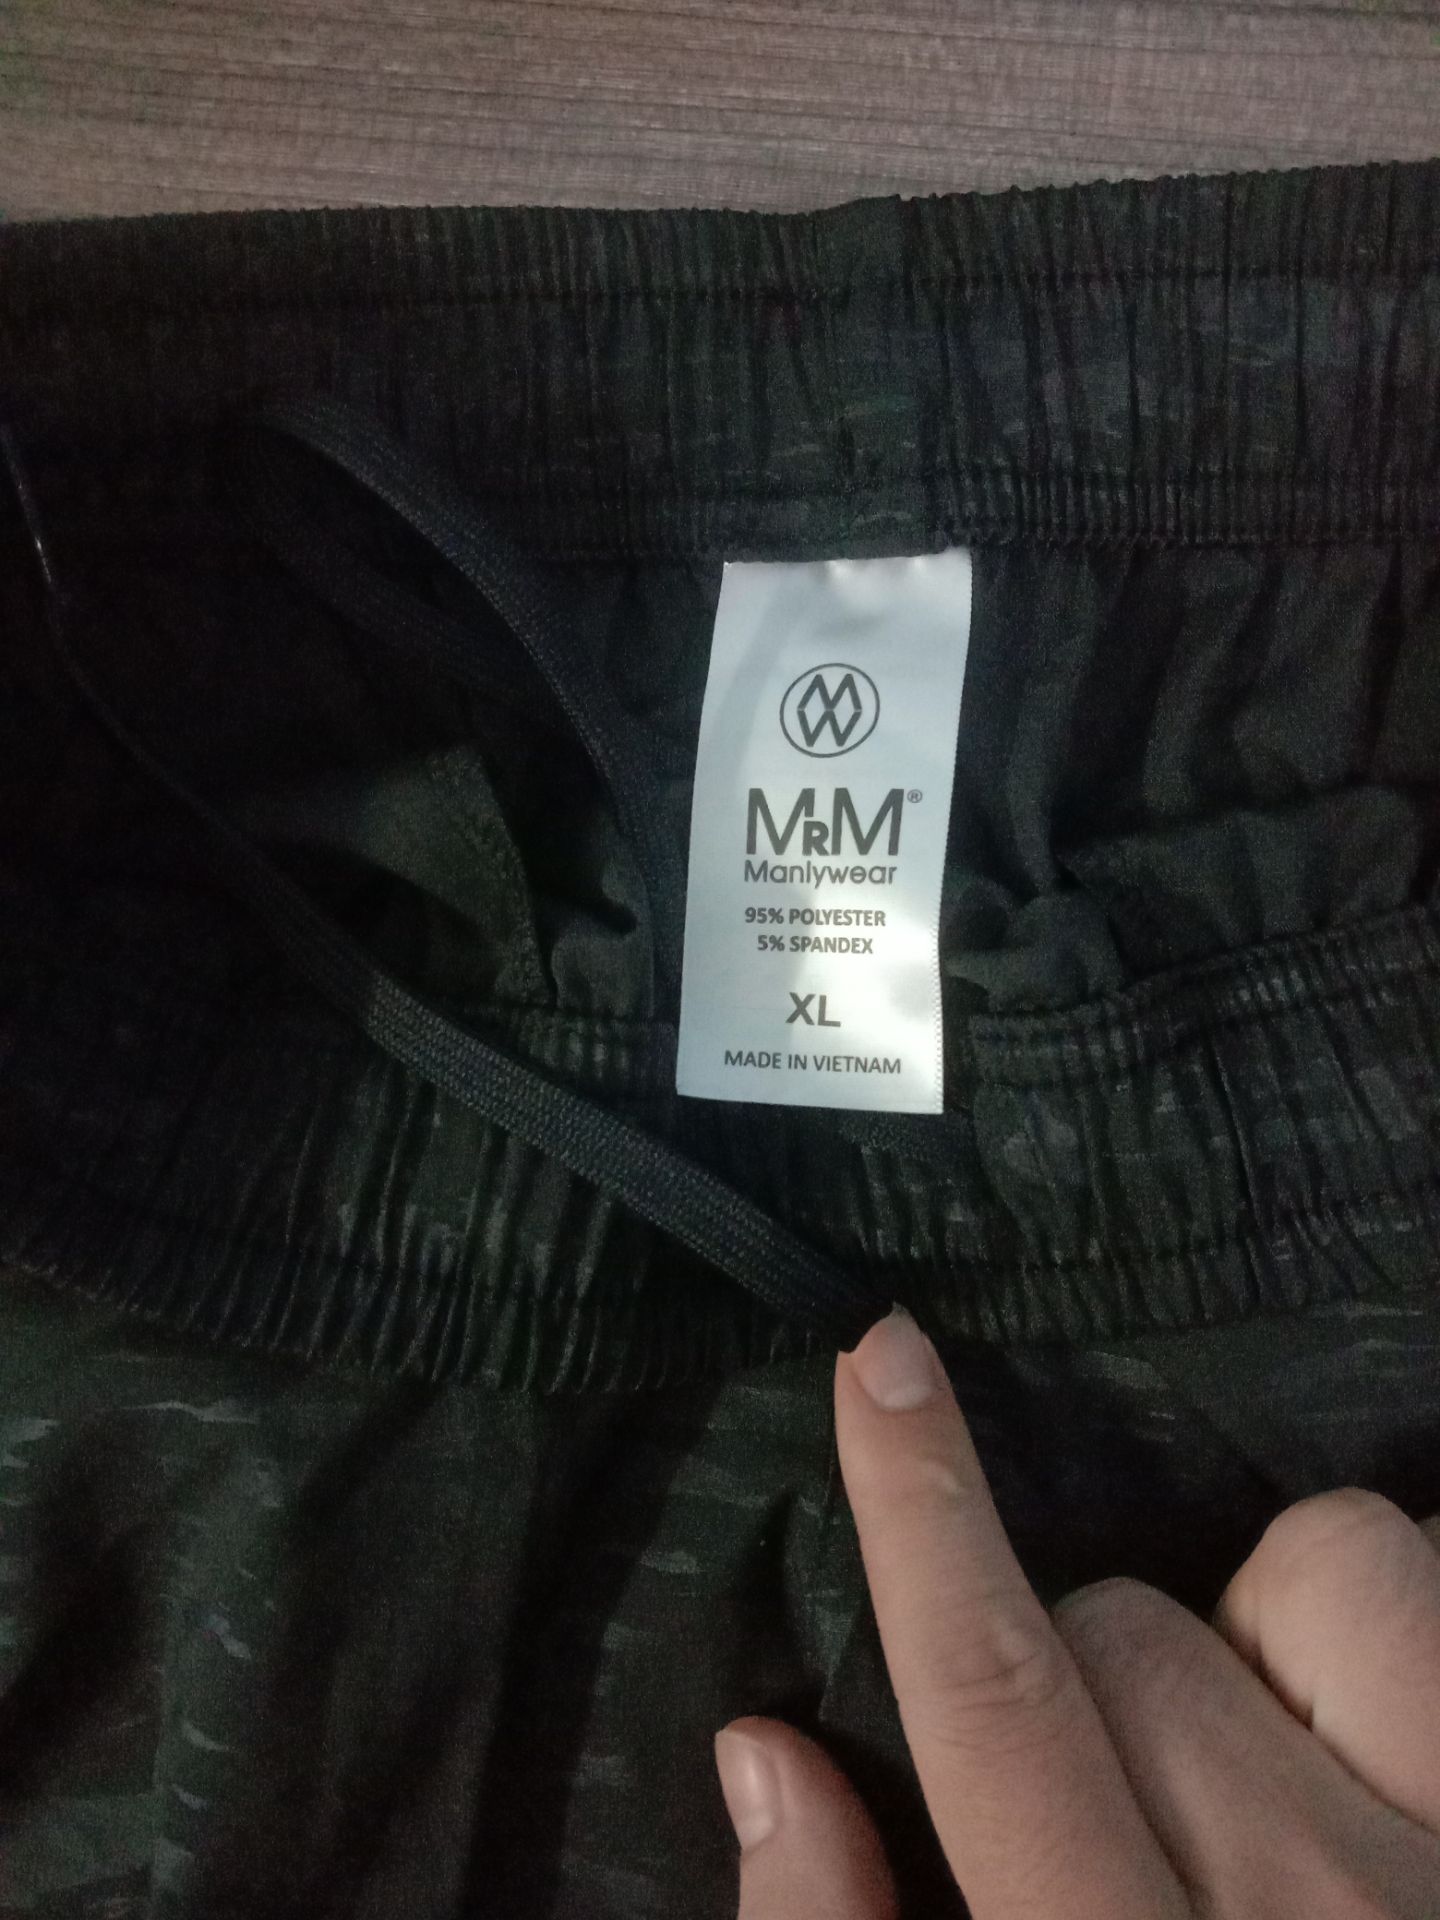 MRM®
Manlywear
95% POLYESTER
5% SPANDEX
XL
MADE IN VIETNAM